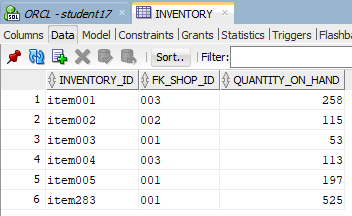 ORCL ~student17 INVENTORY
Columns Data Model Constraints Grants Statistics Triggers Flashba
Sort.. Filter:
INVENTORY_ID FK_SHOP_ID QUANTITY_ON_HAND
1 item001 003 258
2 item002 002 115
3 item003 001 53
4 item004 003 113
5 item005 001 197
6 item283 001 525